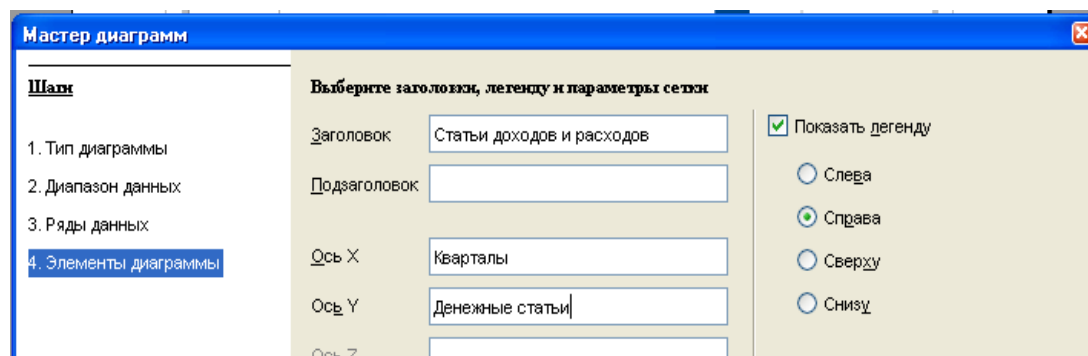 Мастер диаграмм
Шаги
1. Тип диаграммы
2. Диапазон данных
3. Ряды данных
4. Элементы диаграммы
Выберите заголовки, легенду и параметры сетки
Заголовок Статьи доходов и расходов
Подзаголовок
Ось X Кварталы
Ось Y Денежные статьи
Ось Z
Показать легенду
Слева
Справа
Сверху
Снизу